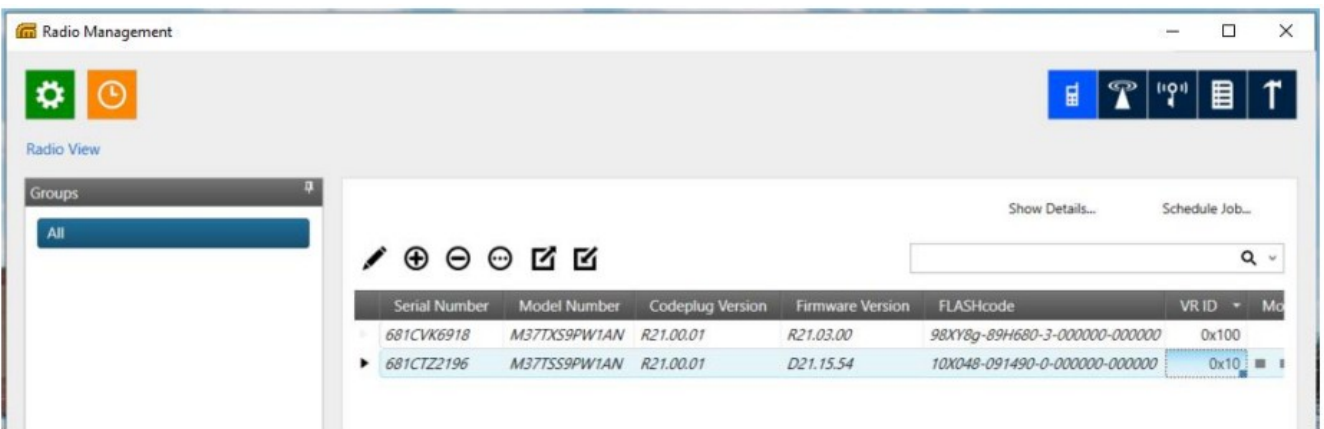 Radio Management
Radio View
Groups
All
Show Details... Schedule Job...
Serial Number Model Number Codeplug Version Firmware Version FLASHcode VR ID Mo
681CVK6918 M37TXS9PW1AN R21.00.01 R21.03.00 98XY8g-89H680-3-000000-000000 0x100
681CTZ2196 M37TSS9PW1AN R21.00.01 D21.15.54 10X048-091490-0-000000-000000 0x10